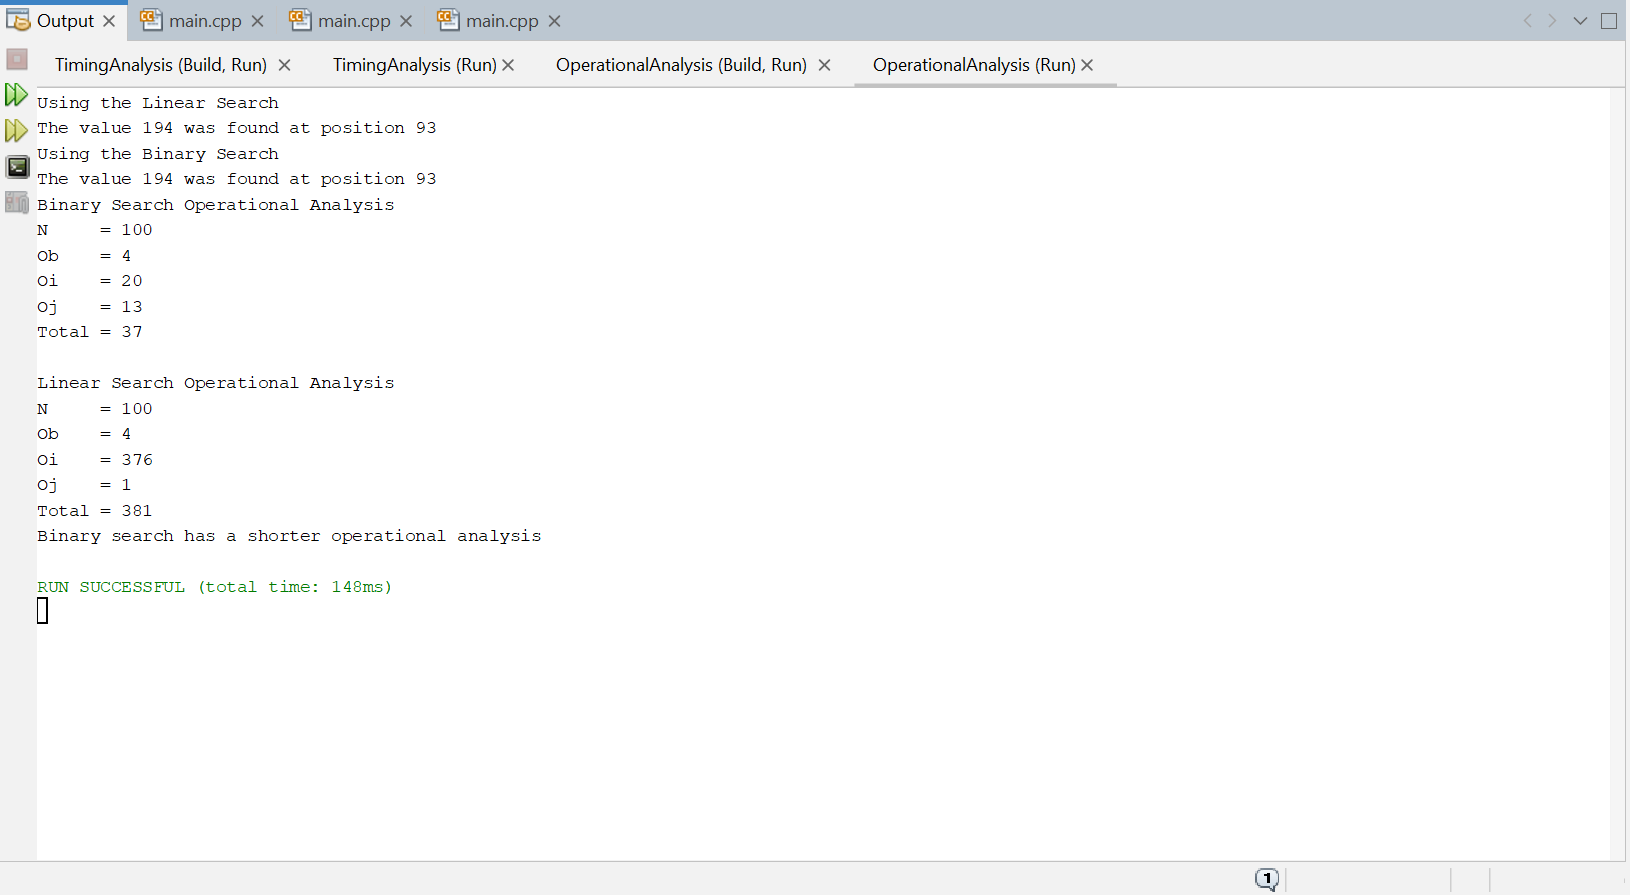 Output main.cpp main.cpp main.cpp
TimingAnalysis (Build, Run) TimingAnalysis (Run) OperationalAnalysis (Build, Run) OperationalAnalysis (Run)
Using the Linear Search
The value 194 was found at position 93
Using the Binary Search
The value 194 was found at position 93
Binary Search Operational Analysis
N     = 100
Ob    = 4
Oi    = 20
Oj    = 13
Total = 37
Linear Search Operational Analysis
N     = 100
Ob    = 4
Oi    = 376
Oj    = 1
Total = 381
Binary search has a shorter operational analysis
RUN SUCCESSFUL (total time: 148ms)
1